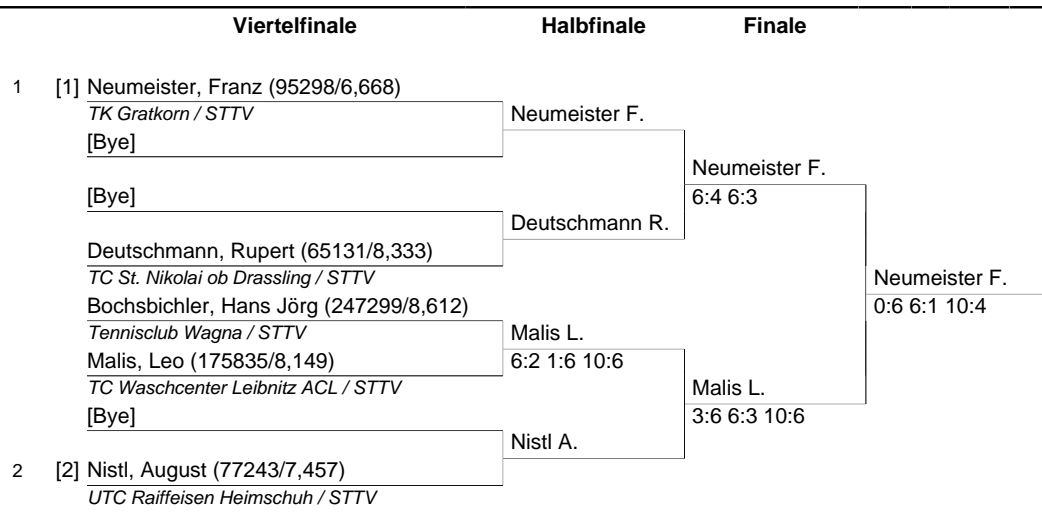 Viertelfinale Halbfinale Finale
1 [1] Neumeister, Franz (95298/6,668)
TK Gratkorn / STTV Neumeister F.
[Bye]
Neumeister F.
[Bye] 6:4 6:3
Deutschmann R.
Deutschmann, Rupert (65131/8,333)
TC St. Nikolai ob Drassling / STTV Neumeister F.
Bochsbichler, Hans Jörg (247299/8,612) 0:6 6:1 10:4
Tennisclub Wagna / STTV Malis L.
Malis, Leo (175835/8,149) 6:2 1:6 10:6
TC Waschcenter Leibnitz ACL / STTV Malis L.
[Bye] 3:6 6:3 10:6
Nistl A.
2 [2] Nistl, August (77243/7,457)
UTC Raiffeisen Heimschuh / STTV